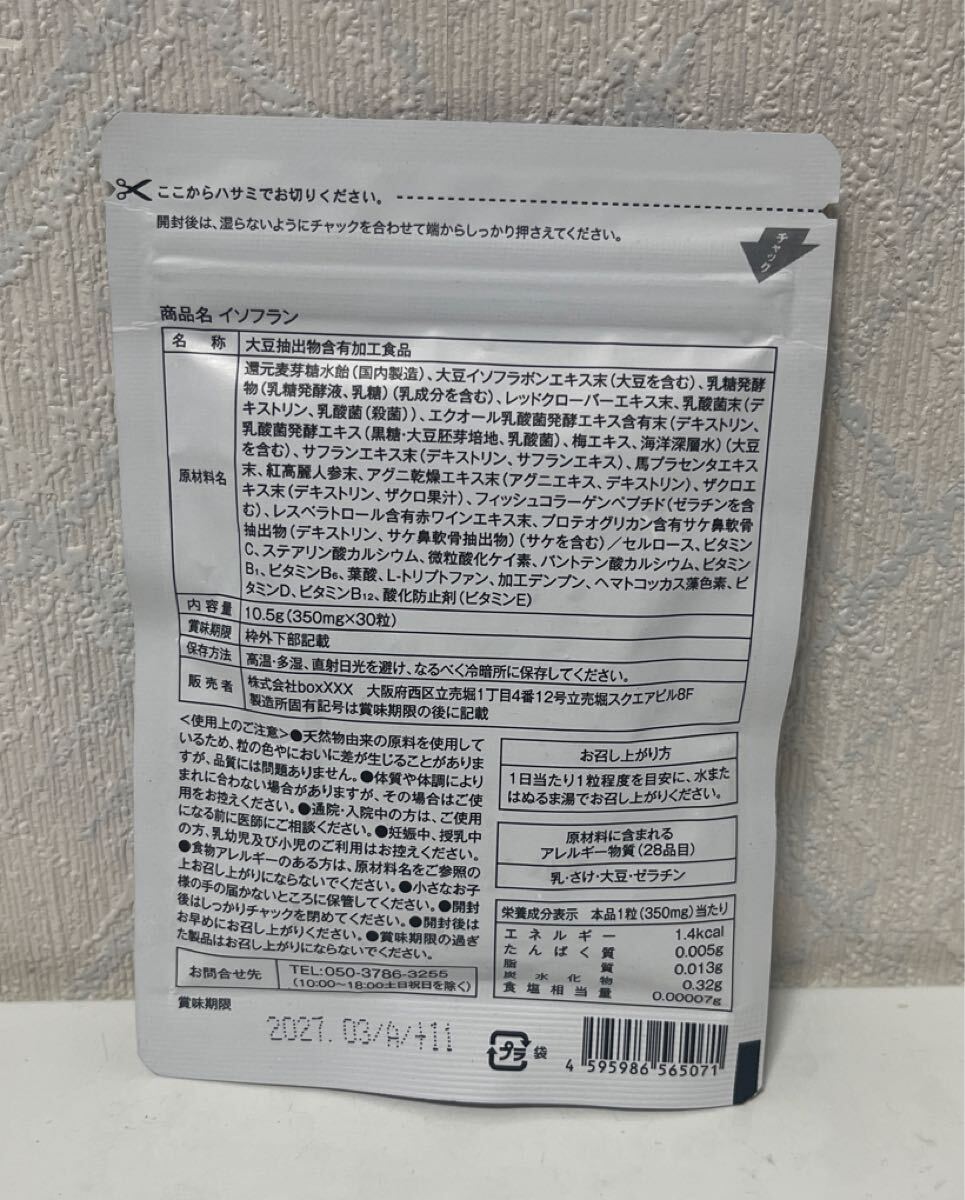 ここからハサミでお切りください。
開封後は、湿らないようにチャックを合わせて端からしっかり押さえてください。
チャック
商品名 イソフラン
名称 大豆抽出物含有加工食品
原材料名
還元麦芽糖水飴(国内製造)、大豆イソフラボンエキス末(大豆を含む)、乳糖発酵
物(乳糖発酵液、乳糖)(乳成分を含む)、レッドクローバーエキス末、乳酸菌末(デ
キストリン、乳酸菌(殺菌))、エクオール乳酸菌発酵エキス含有末(デキストリン、
乳酸菌発酵エキス(黒糖・大豆胚芽培地、乳酸菌)、梅エキス、海洋深層水)(大豆
を含む)、サフランエキス末(デキストリン、サフランエキス)、馬プラセンタエキス
末、紅高麗人参末、アグニ乾燥エキス末(アグニエキス、デキストリン)、ザクロエ
キス末(デキストリン、ザクロ果汁)、フィッシュコラーゲンペプチド(ゼラチンを含
む)、レスベラトロール含有赤ワインエキス末、プロテオグリカン含有サケ鼻軟骨
抽出物(デキストリン、サケ鼻軟骨抽出物)(サケを含む)/セルロース、ビタミン
C、ステアリン酸カルシウム、微粒酸化ケイ素、パントテン酸カルシウム、ビタミン
B₁、ビタミンB₆、葉酸、L-トリプトファン、加工デンプン、ヘマトコッカス藻色素、ビ
タミンD、ビタミンB₁₂、酸化防止剤(ビタミンE)
内容量 10.5g(350mg×30粒)
賞味期限 枠外下部記載
保存方法 高温・多湿、直射日光を避け、なるべく冷暗所に保存してください。
販売者 株式会社boxXXX 大阪府西区立売堀1丁目4番12号立売堀スクエアビル8F
製造所固有記号は賞味期限の後に記載
<使用上のご注意>●天然物由来の原料を使用して
いるため、粒の色やにおいに差が生じることがありま
すが、品質には問題ありません。●体質や体調により
まれに合わない場合がありますが、その場合はご使
用をお控えください。●通院・入院中の方は、ご使用
になる前に医師にご相談ください。●妊娠中、授乳中
の方、乳幼児及び小児のご利用はお控えください。
●食物アレルギーのある方は、原材料名をご参照の
上お召し上がりにならないでください。●小さなお子
様の手の届かないところに保管してください。●開封
後はしっかりチャックを閉めてください。●開封後は
お早めにお召し上がりください。●賞味期限の過ぎ
た製品はお召し上がりにならないでください。
お問合せ先 TEL:050-3786-3255
(10:00〜18:00土日祝日を除く)
賞味期限
2027.03/A/+11
お召し上がり方
1日当たり1粒程度を目安に、水また
はぬるま湯でお召し上がりください。
原材料に含まれる
アレルギー物質(28品目)
乳・さけ・大豆・ゼラチン
栄養成分表示 本品1粒(350mg)当たり
エネルギー 1.4kcal
たんぱく質 0.005g
脂質 0.013g
炭水化物 0.32g
食塩相当量 0.00007g
プラ 袋
4 595986 565071